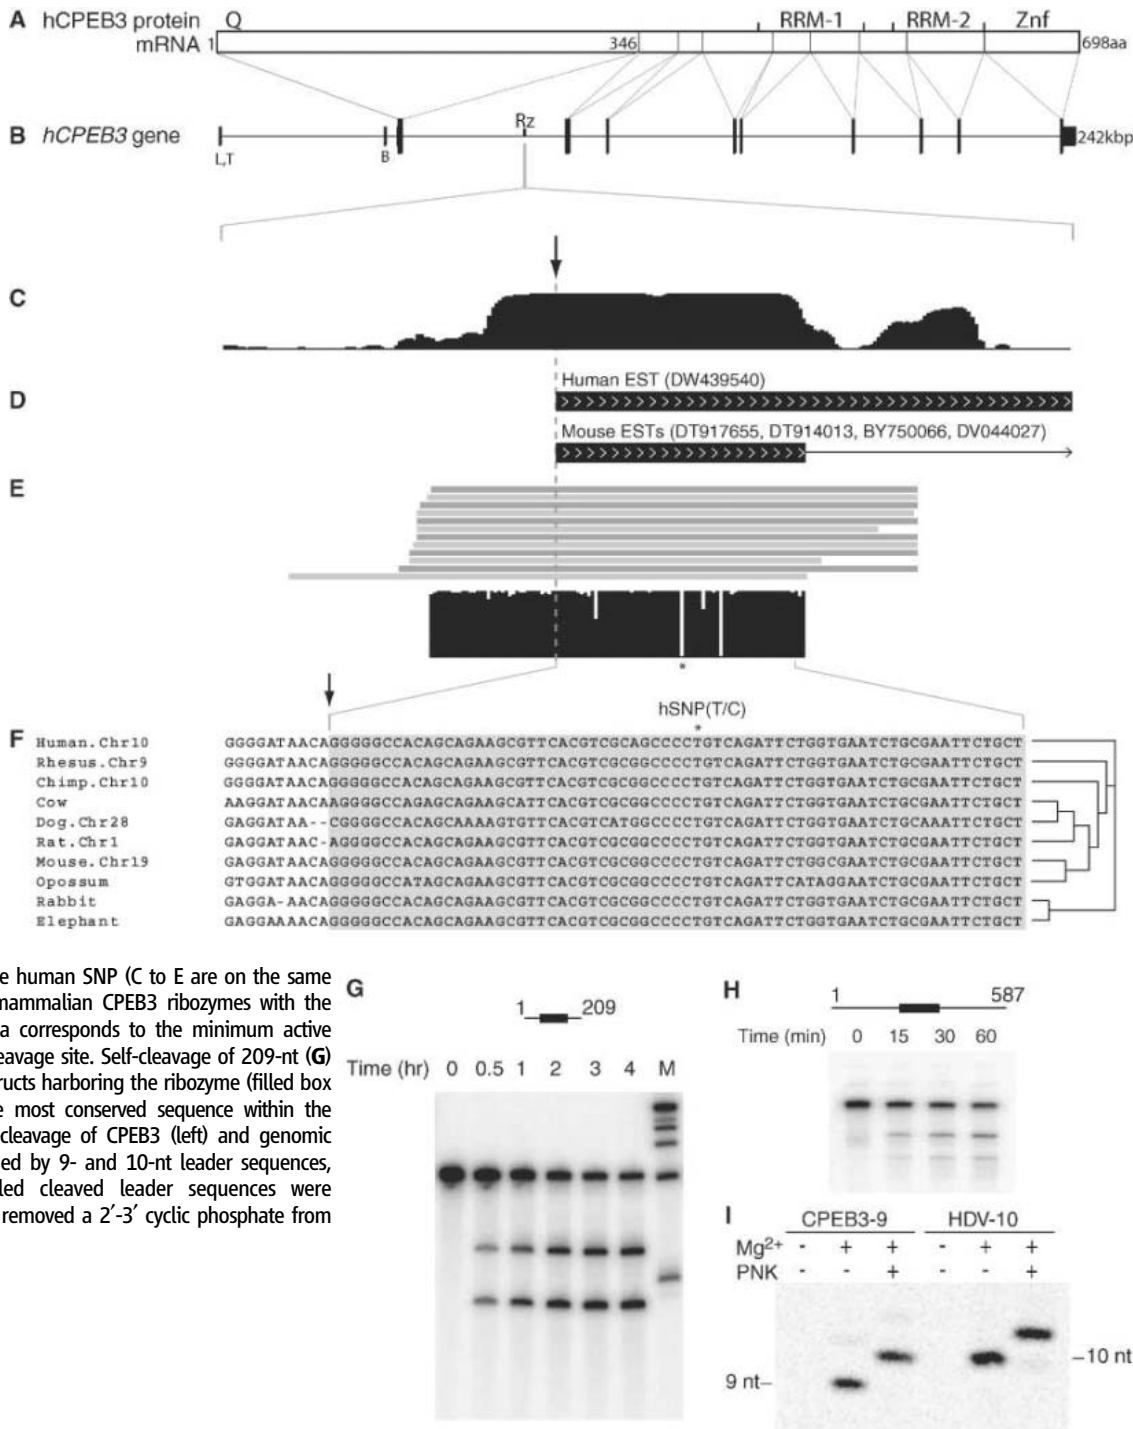 A hCPEB3 protein Q RRM-1 RRM-2 Znf
mRNA 1 346 698aa
B hCPEB3 gene Rz 242kbp
L,T B
C
D Human EST (DW439540)
Mouse ESTs (DT917655, DT914013, BY750066, DV044027)
E
*
hSNP(T/C)
*
F Human.Chr10 GGGGATAACAGGGGGCCACAGCAGAAGCGTTCACGTCGCAGCCCCTGTCAGATTCTGGTGAATCTGCGAATTCTGCT
Rhesus.Chr9 GGGGATAACAGGGGGCCACAGCAGAAGCGTTCACGTCGCGGCCCCTGTCAGATTCTGGTGAATCTGCGAATTCTGCT
Chimp.Chr10 GGGGATAACAGGGGGCCACAGCAGAAGCGTTCACGTCGCGGCCCCTGTCAGATTCTGGTGAATCTGCGAATTCTGCT
Cow AAGGATAACAAGGGGCCAGAGCAGAAGCATTCACGTCGCGGCCCCTGTCAGATTCTGGTGAATCTGCGAATTCTGCT
Dog.Chr28 GAGGATAA--CGGGGCCACAGCAAAAGTGTTCACGTCATGGCCCCTGTCAGATTCTGGTGAATCTGCAAATTCTGCT
Rat.Chr1 GAGGATAAC-AGGGGCCACAGCAGAAGCGTTCACGTCGCGGCCCCTGTCAGATTCTGGTGAATCTGCGAATTCTGCT
Mouse.Chr19 GAGGATAACAGGGGGCCACAGCAGAAGCGTTCACGTCGCGGCCCCTGTCAGATTCTGGCGAATCTGCGAATTCTGCT
Opossum GTGGATAACAGGGGGCCATAGCAGAAGCGTTCACGTCGCGGCCCCTGTCAGATTCATAGGAATCTGCGAATTCTGCT
Rabbit GAGGA-AACAGGGGGCCACAGCAGAAGCGTTCACGTCGCGGCCCCTGTCAGATTCTGGTGAATCTGCGAATTCTGCT
Elephant GAGGAAAACAGGGGGCCACAGCAGAAGCGTTCACGTCGCGGCCCCTGTCAGATTCTGGTGAATCTGCGAATTCTGCT
e human SNP (C to E are on the same
mammalian CPEB3 ribozymes with the
a corresponds to the minimum active
eavage site. Self-cleavage of 209-nt (G)
ructs harboring the ribozyme (filled box
e most conserved sequence within the
cleavage of CPEB3 (left) and genomic
ed by 9- and 10-nt leader sequences,
led cleaved leader sequences were
removed a 2′-3′ cyclic phosphate from
G
1 209
Time (hr) 0 0.5 1 2 3 4 M
H
1 587
Time (min) 0 15 30 60
I CPEB3-9 HDV-10
Mg2+ - + + - + +
PNK - - + - - +
-10 nt
9 nt-